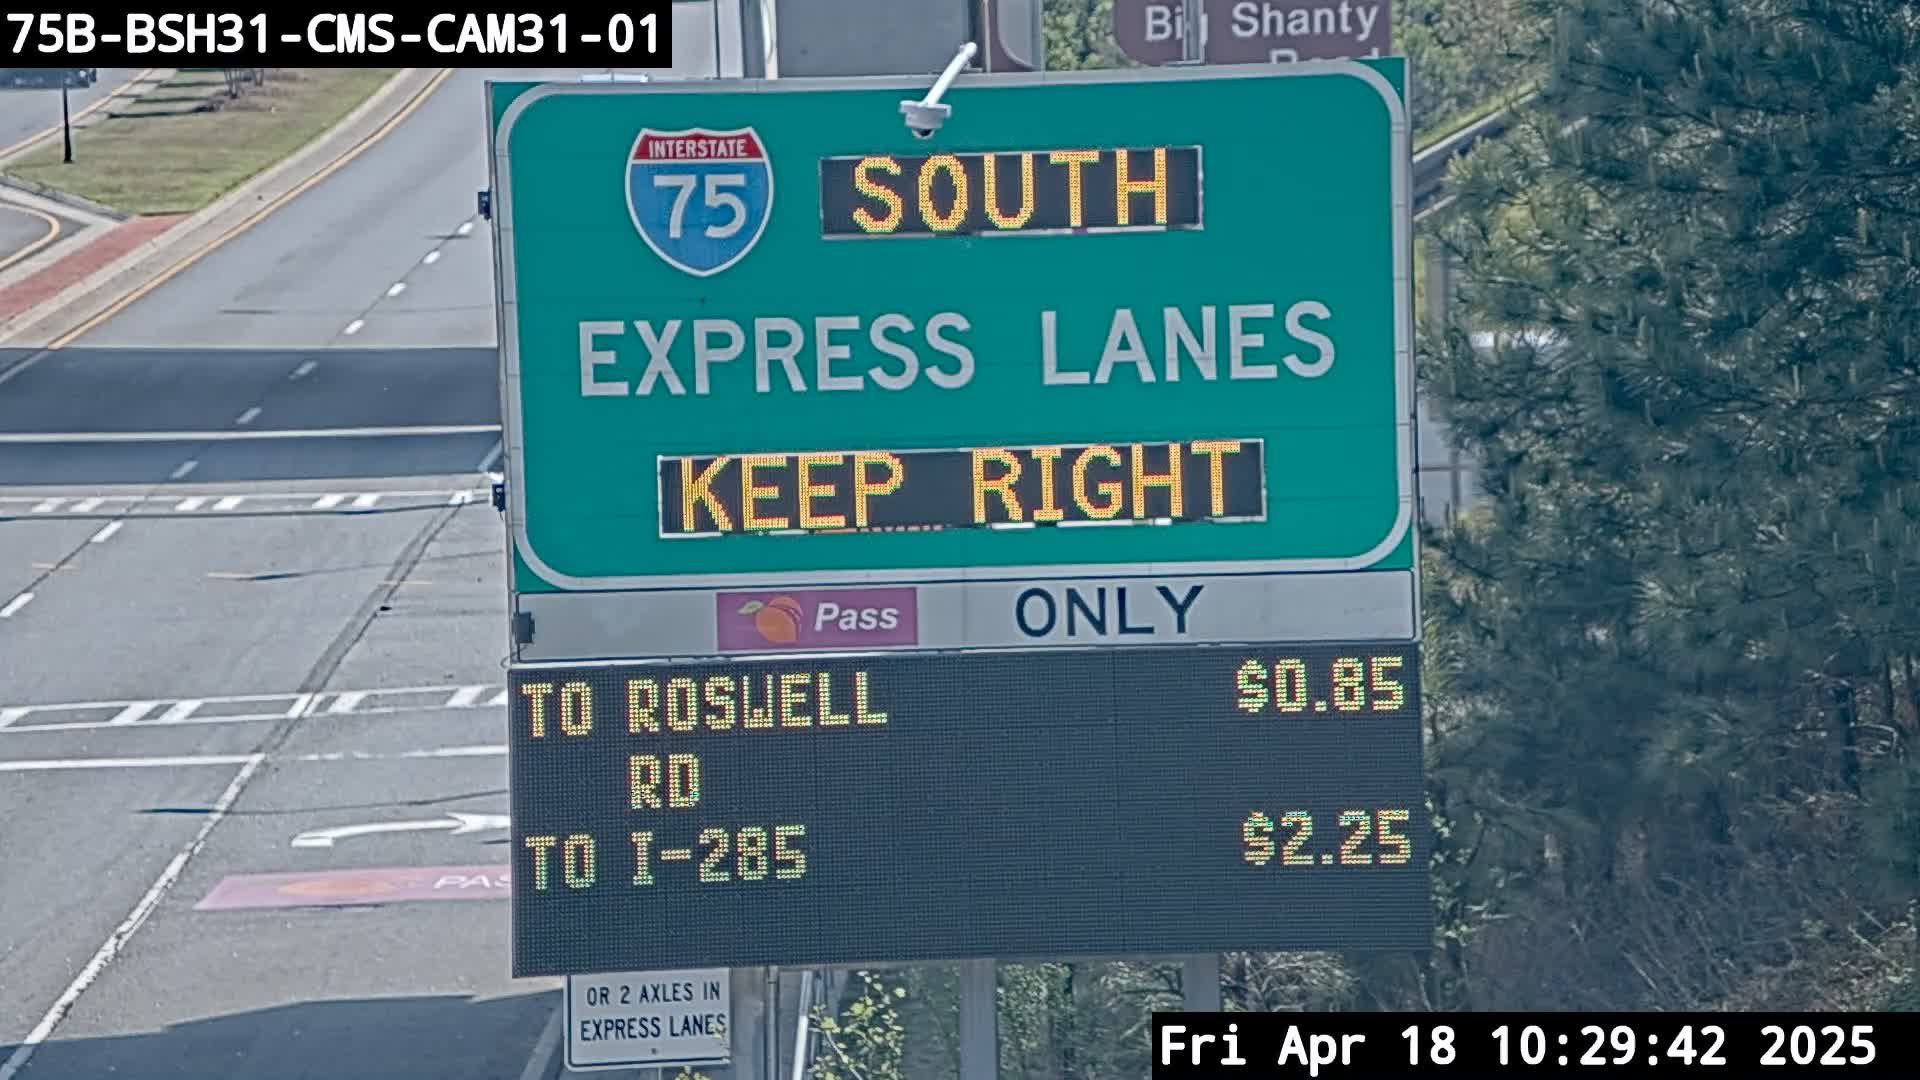 75B-BSH31-CMS-CAM31-01
Big Shanty
Road
INTERSTATE
75
SOUTH
EXPRESS LANES
KEEP RIGHT
Pass
ONLY
TO ROSWELL $0.85
RD
TO I-285 $2.25
PAS
OR 2 AXLES IN
EXPRESS LANES
Fri Apr 18 10:29:42 2025